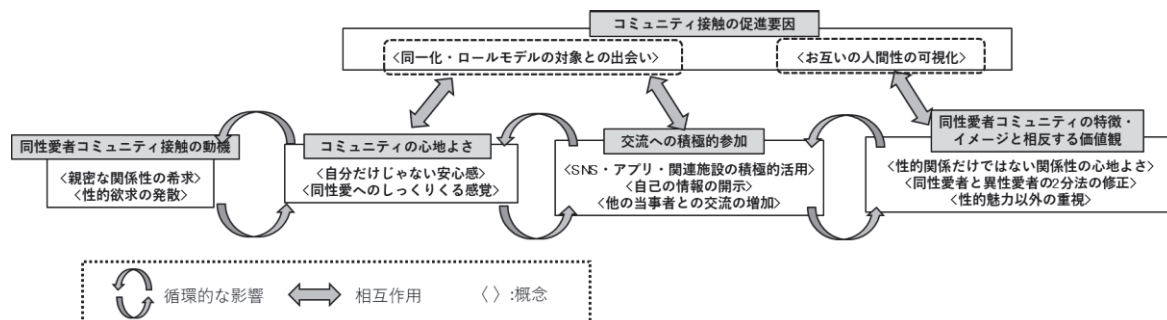 コミュニティ接触の促進要因
<同一化・ロールモデルの対象との出会い>
<お互いの人間性の可視化>
同性愛者コミュニティ接触の動機
<親密な関係性の希求>
<性的欲求の発散>
コミュニティの心地よさ
<自分だけじゃない安心感>
<同性愛へのしっくりくる感覚>
交流への積極的参加
<SNS・アプリ・関連施設の積極的活用>
<自己の情報の開示>
<他の当事者との交流の増加>
同性愛者コミュニティの特徴・
イメージと相反する価値観
<性的関係だけではない関係性の心地よさ>
<同性愛者と異性愛者の2分法の修正>
<性的魅力以外の重視>
循環的な影響
相互作用
〈 〉:概念